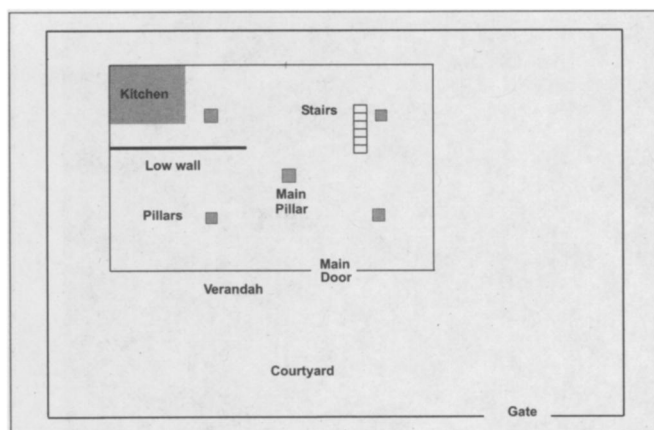 Kitchen
Stairs
Low wall
Main
Pillar
Pillars
Main
Door
Verandah
Courtyard
Gate